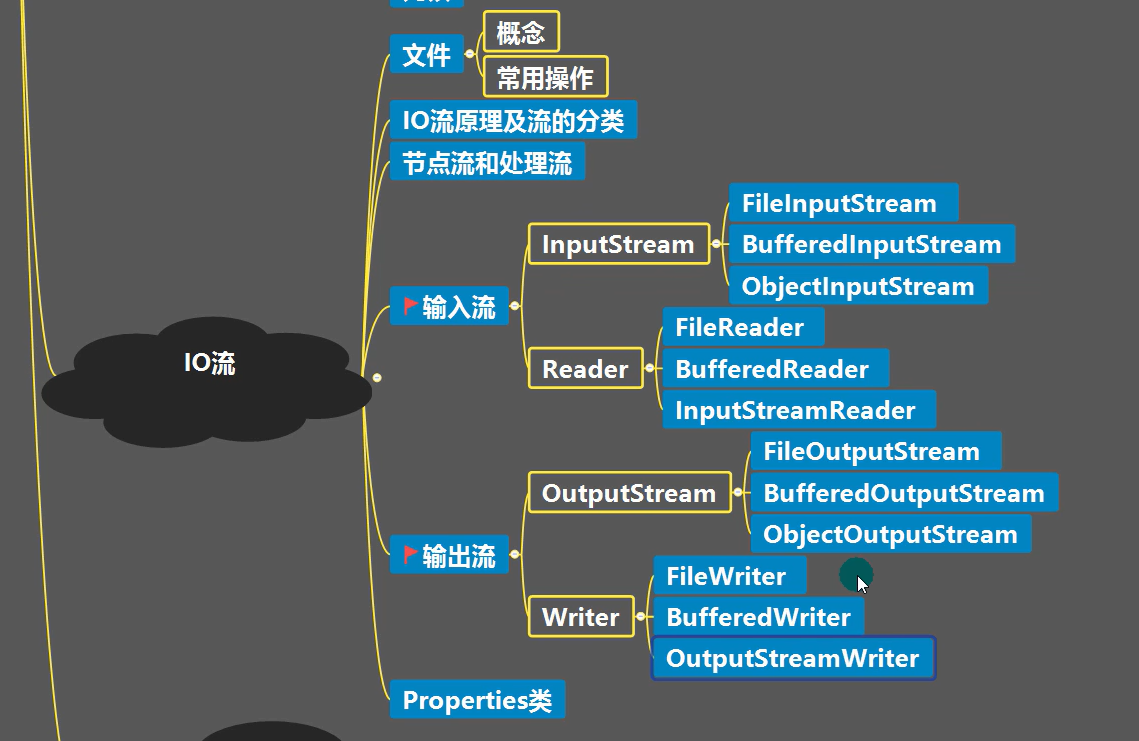 文件
概念
常用操作
IO流原理及流的分类
节点流和处理流
IO流
输入流
InputStream
FileInputStream
BufferedInputStream
ObjectInputStream
Reader
FileReader
BufferedReader
InputStreamReader
输出流
OutputStream
FileOutputStream
BufferedOutputStream
ObjectOutputStream
Writer
FileWriter
BufferedWriter
OutputStreamWriter
Properties类